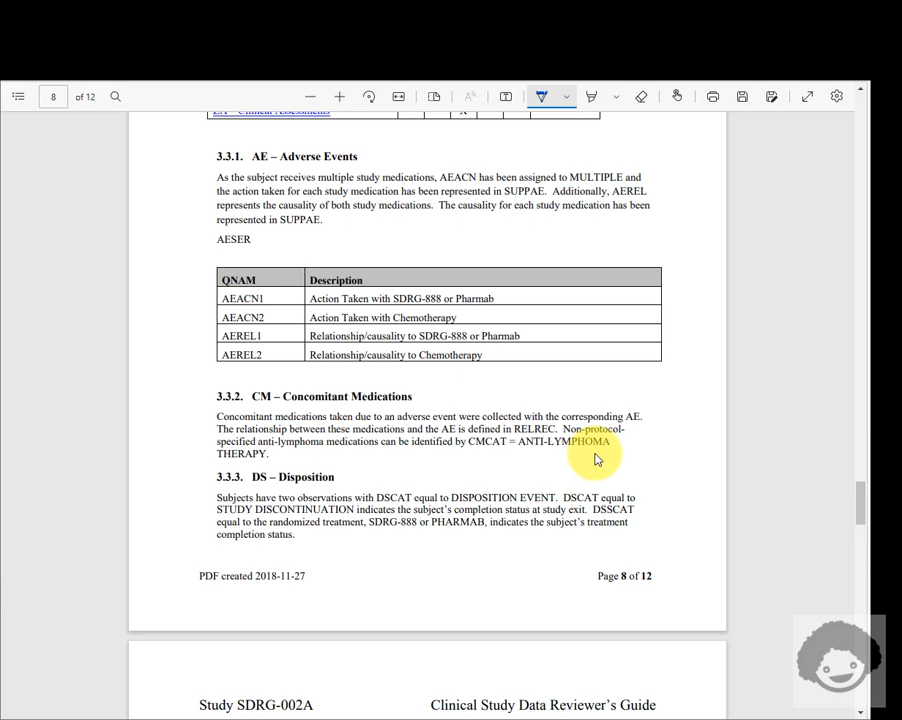 8 of 12
ZA – Clinical Assessments X
3.3.1. AE – Adverse Events
As the subject receives multiple study medications, AEACN has been assigned to MULTIPLE and
the action taken for each study medication has been represented in SUPPAE. Additionally, AEREL
represents the causality of both study medications. The causality for each study medication has been
represented in SUPPAE.
AESER
QNAM Description
AEACN1 Action Taken with SDRG-888 or Pharmab
AEACN2 Action Taken with Chemotherapy
AEREL1 Relationship/causality to SDRG-888 or Pharmab
AEREL2 Relationship/causality to Chemotherapy
3.3.2. CM – Concomitant Medications
Concomitant medications taken due to an adverse event were collected with the corresponding AE.
The relationship between these medications and the AE is defined in RELREC. Non-protocol-
specified anti-lymphoma medications can be identified by CMCAT = ANTI-LYMPHOMA
THERAPY.
3.3.3. DS – Disposition
Subjects have two observations with DSCAT equal to DISPOSITION EVENT. DSCAT equal to
STUDY DISCONTINUATION indicates the subject's completion status at study exit. DSSCAT
equal to the randomized treatment, SDRG-888 or PHARMAB, indicates the subject's treatment
completion status.
PDF created 2018-11-27 Page 8 of 12
Study SDRG-002A Clinical Study Data Reviewer's Guide